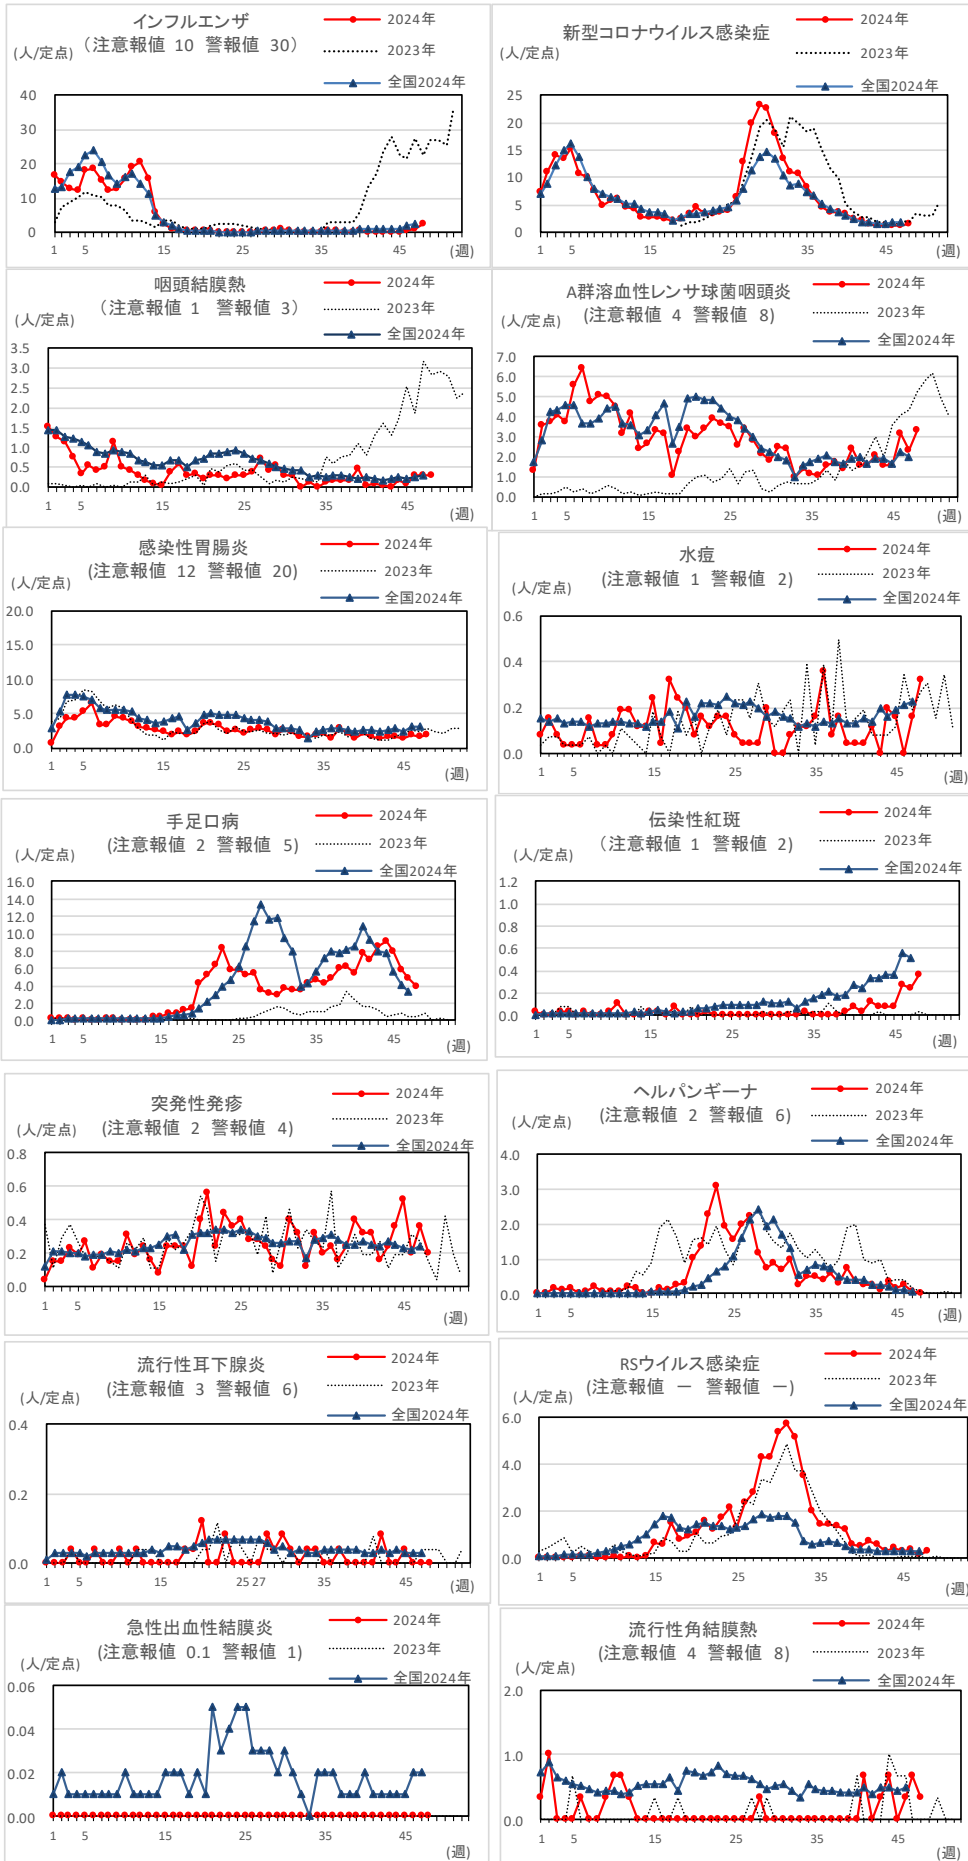 インフルエンザ
（注意報値 10 警報値 30）
(人/定点)
2024年
2023年
全国2024年
40
30
20
10
0
1 5 15 25 35 45
(週)
新型コロナウイルス感染症
(人/定点)
2024年
2023年
全国2024年
25
20
15
10
5
0
1 5 15 25 35 45
(週)
咽頭結膜熱
（注意報値 1 警報値 3）
(人/定点)
2024年
2023年
全国2024年
3.5
3.0
2.5
2.0
1.5
1.0
0.5
0.0
1 5 15 25 35 45
(週)
A群溶血性レンサ球菌咽頭炎
(注意報値 4 警報値 8)
(人/定点)
2024年
2023年
全国2024年
7.0
6.0
5.0
4.0
3.0
2.0
1.0
0.0
1 5 15 25 35 45
(週)
感染性胃腸炎
(注意報値 12 警報値 20)
(人/定点)
2024年
2023年
全国2024年
20.0
15.0
10.0
5.0
0.0
1 5 15 25 35 45
(週)
水痘
(注意報値 1 警報値 2)
(人/定点)
2024年
2023年
全国2024年
0.6
0.4
0.2
0.0
1 5 15 25 35 45
(週)
手足口病
(注意報値 2 警報値 5)
(人/定点)
2024年
2023年
全国2024年
16.0
14.0
12.0
10.0
8.0
6.0
4.0
2.0
0.0
1 5 15 25 35 45
(週)
伝染性紅斑
（注意報値 1 警報値 2)
(人/定点)
2024年
2023年
全国2024年
1.2
1.0
0.8
0.6
0.4
0.2
0.0
1 5 15 25 35 45
(週)
突発性発疹
(注意報値 2 警報値 4)
(人/定点)
2024年
2023年
全国2024年
0.8
0.6
0.4
0.2
0.0
1 5 15 25 35 45
(週)
ヘルパンギーナ
(注意報値 2 警報値 6)
(人/定点)
2024年
2023年
全国2024年
4.0
3.0
2.0
1.0
0.0
1 5 15 25 35 45
(週)
流行性耳下腺炎
(注意報値 3 警報値 6)
(人/定点)
2024年
2023年
全国2024年
0.4
0.2
0.0
1 5 15 25 27 35 45
(週)
RSウイルス感染症
(注意報値 ー 警報値 ー)
(人/定点)
2024年
2023年
全国2024年
6.0
4.0
2.0
0.0
1 5 15 25 35 45
(週)
急性出血性結膜炎
(注意報値 0.1 警報値 1)
(人/定点)
2024年
2023年
全国2024年
0.06
0.04
0.02
0.00
1 5 15 25 35 45
(週)
流行性角結膜熱
(注意報値 4 警報値 8)
(人/定点)
2024年
2023年
全国2024年
2.0
1.0
0.0
1 5 15 25 35 45
(週)